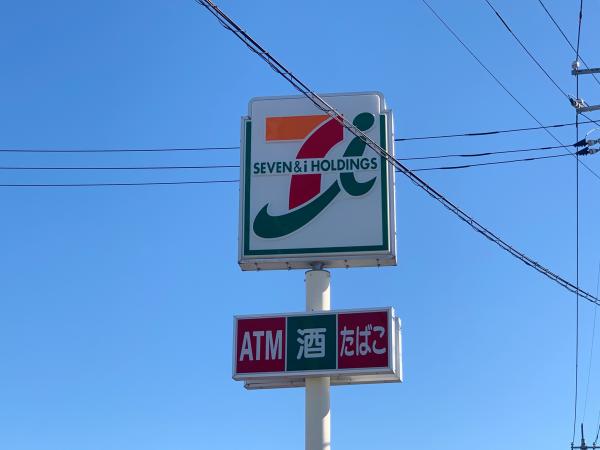 SEVEN & i HOLDINGS
ATM 酒 たばこ